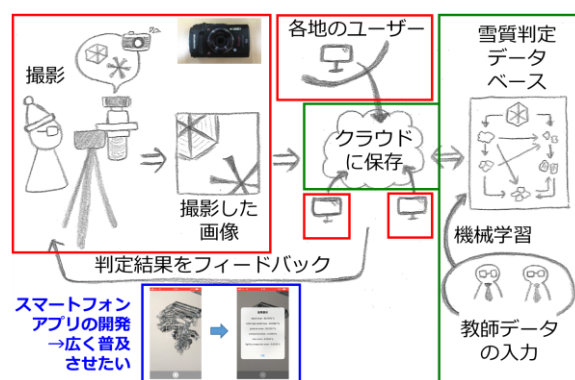 撮影
撮影した
画像
各地のユーザー
クラウド
に保存
雪質判定
データ
ベース
機械学習
教師データ
の入力
判定結果をフィードバック
スマートフォン
アプリの開発
→広く普及
させたい